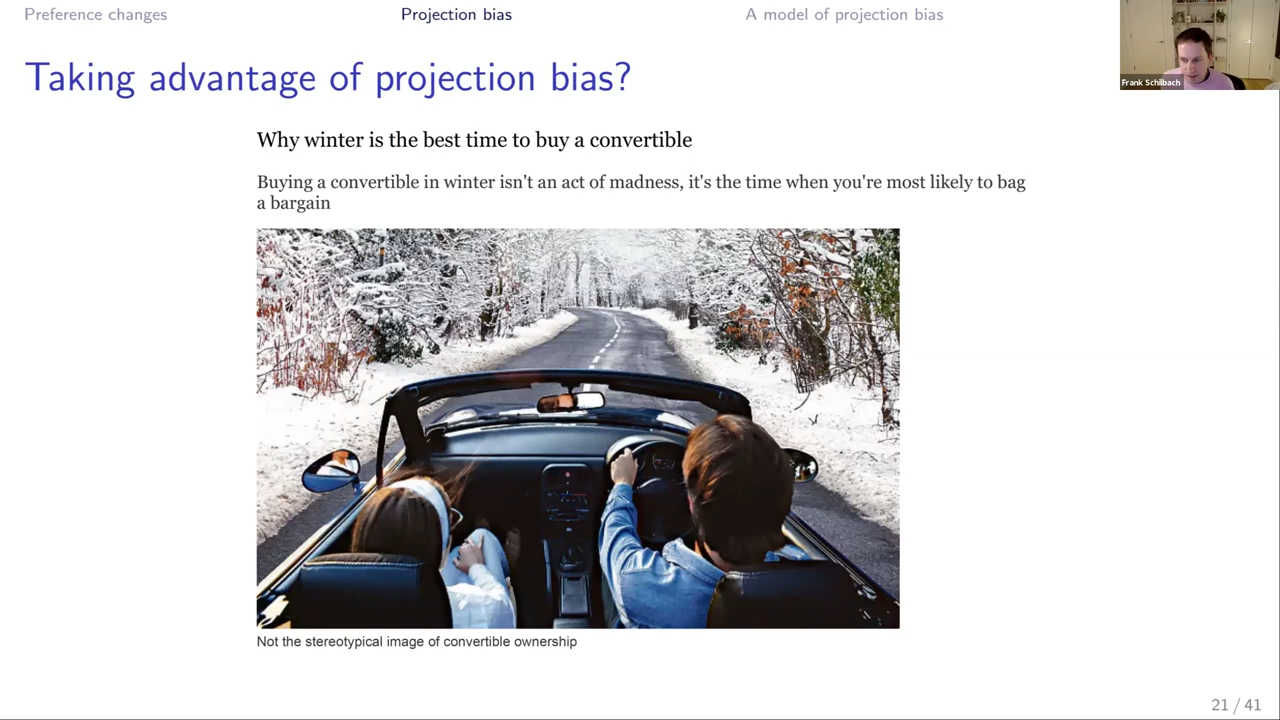 Preference changes
Projection bias
A model of projection bias
Frank Schilbach
Taking advantage of projection bias?
Why winter is the best time to buy a convertible
Buying a convertible in winter isn't an act of madness, it's the time when you're most likely to bag
a bargain
Not the stereotypical image of convertible ownership
21 / 41